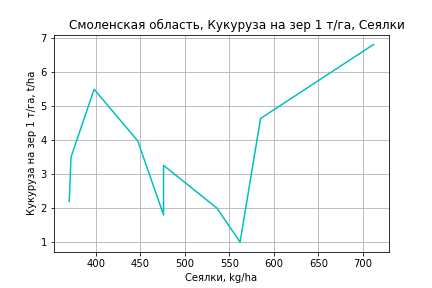 Смоленская область, Кукуруза на зер 1 т/га, Сеялки
Кукуруза на зер 1 т/га, t/ha
7
6
5
4
3
2
1
400 450 500 550 600 650 700
Сеялки, kg/ha